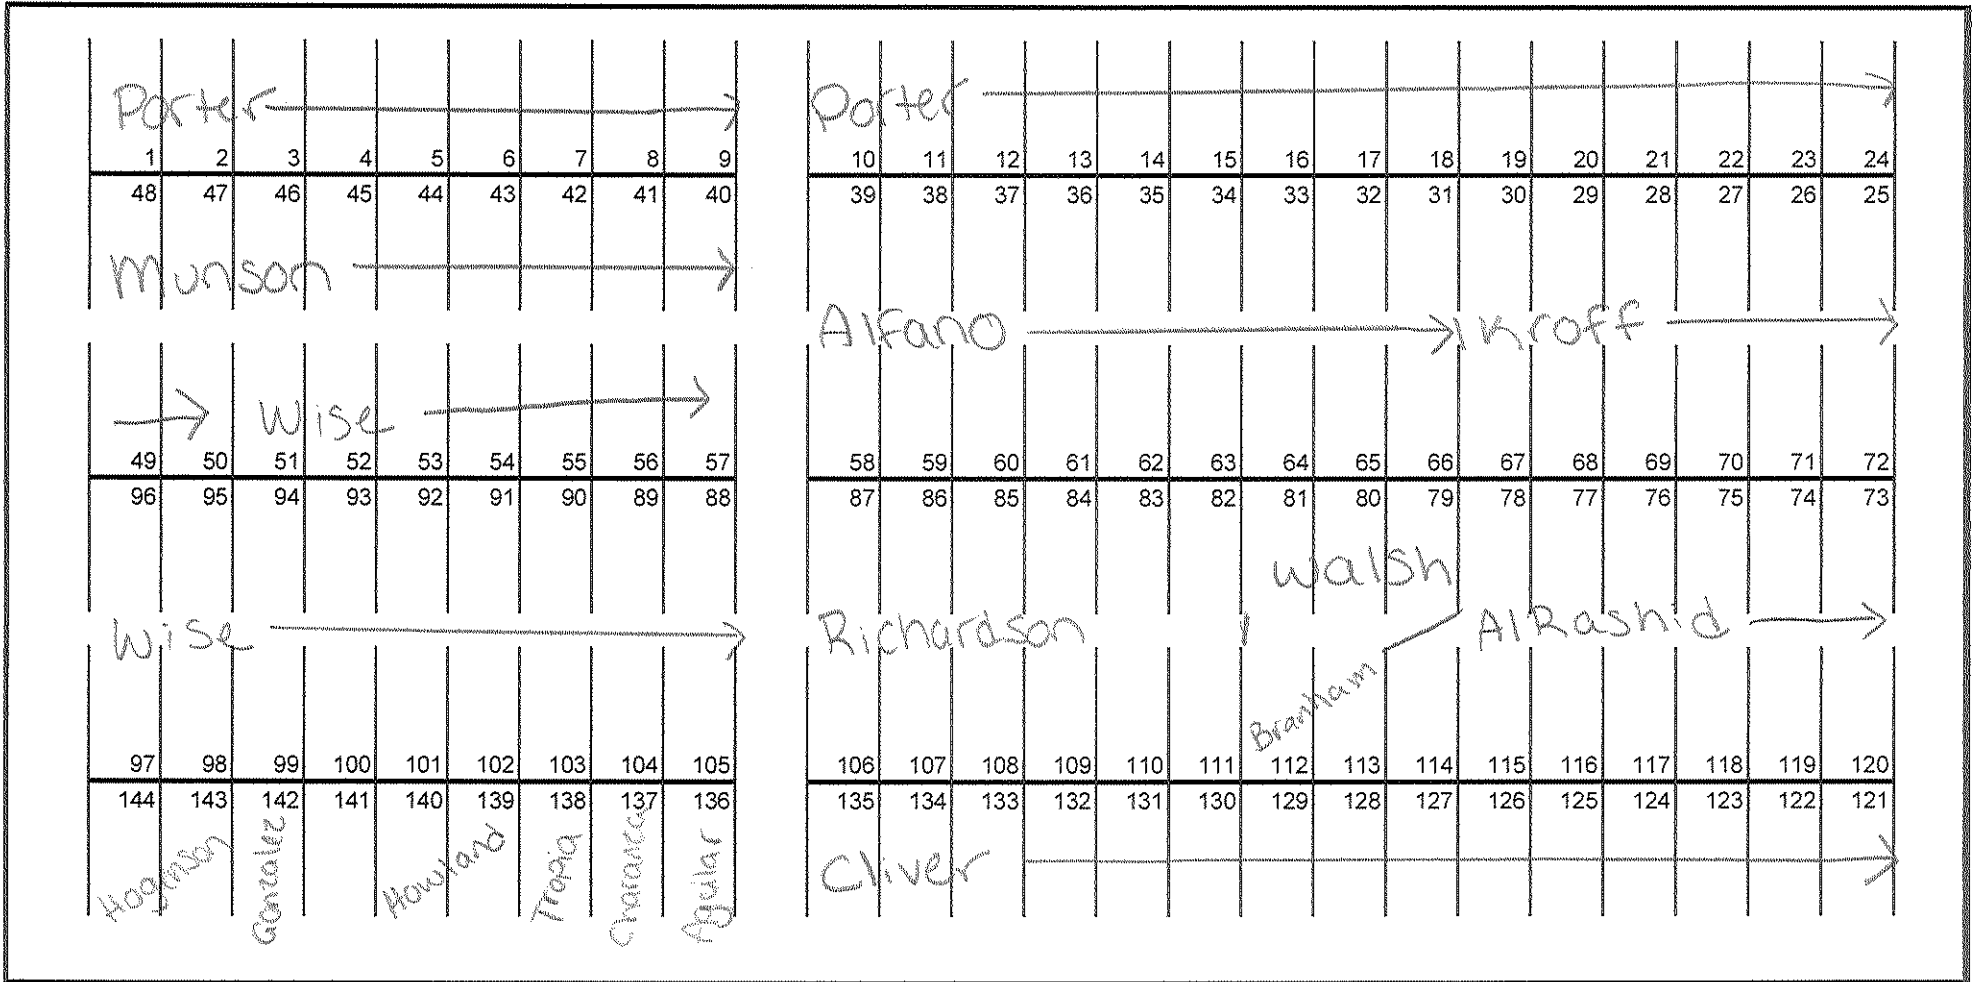 Porter Porter
1 2 3 4 5 6 7 8 9 10 11 12 13 14 15 16 17 18 19 20 21 22 23 24
48 47 46 45 44 43 42 41 40 39 38 37 36 35 34 33 32 31 30 29 28 27 26 25
Munson
Alfano Kroff
Wise
49 50 51 52 53 54 55 56 57 58 59 60 61 62 63 64 65 66 67 68 69 70 71 72
96 95 94 93 92 91 90 89 88 87 86 85 84 83 82 81 80 79 78 77 76 75 74 73
Walsh
Wise Richardson AlRashid
Branham
97 98 99 100 101 102 103 104 105 106 107 108 109 110 111 112 113 114 115 116 117 118 119 120
144 143 142 141 140 139 138 137 136 135 134 133 132 131 130 129 128 127 126 125 124 123 122 121
Hoginson Gonzalez Howland Tropia Aguilar Cliver